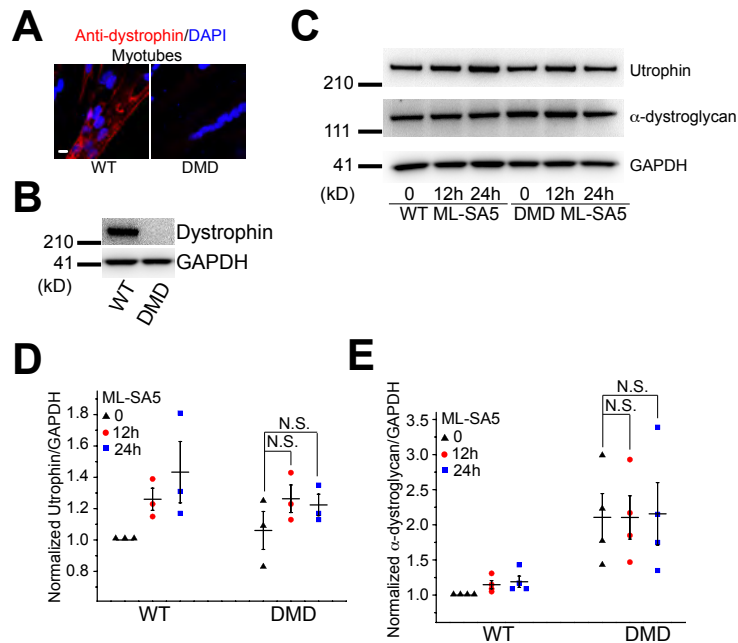 A
Anti-dystrophin/DAPI
Myotubes
WT
DMD
B
210
Dystrophin
41
GAPDH
(kD)
WT
DMD
C
210
Utrophin
111
α-dystroglycan
41
GAPDH
(kD)
0 12h 24h 0 12h 24h
WT ML-SA5 DMD ML-SA5
D
ML-SA5
0
12h
24h
N.S.
N.S.
Normalized Utrophin/GAPDH
1.8
1.6
1.4
1.2
1.0
0.8
WT DMD
E
ML-SA5
0
12h
24h
N.S.
N.S.
Normalized α-dystroglycan/GAPDH
3.5
3.0
2.5
2.0
1.5
1.0
WT DMD